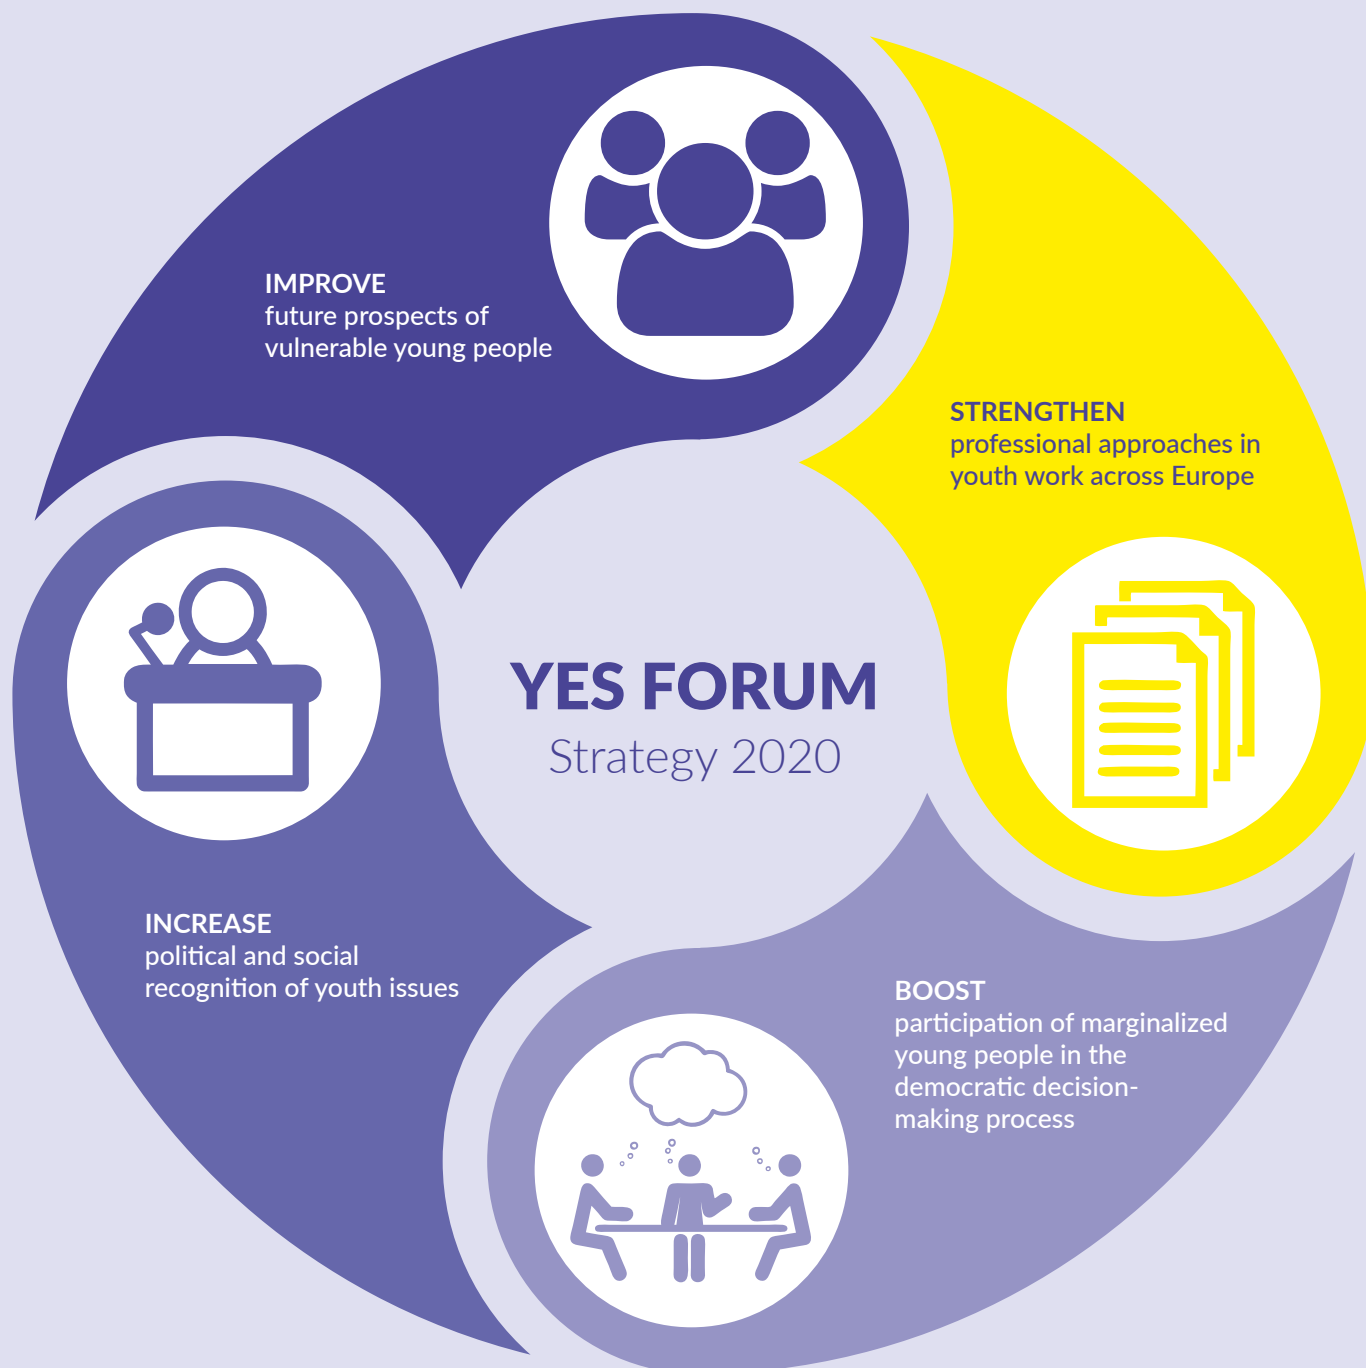 IMPROVE
future prospects of
vulnerable young people
STRENGTHEN
professional approaches in
youth work across Europe
YES FORUM
Strategy 2020
INCREASE
political and social
recognition of youth issues
BOOST
participation of marginalized
young people in the
democratic decision-
making process